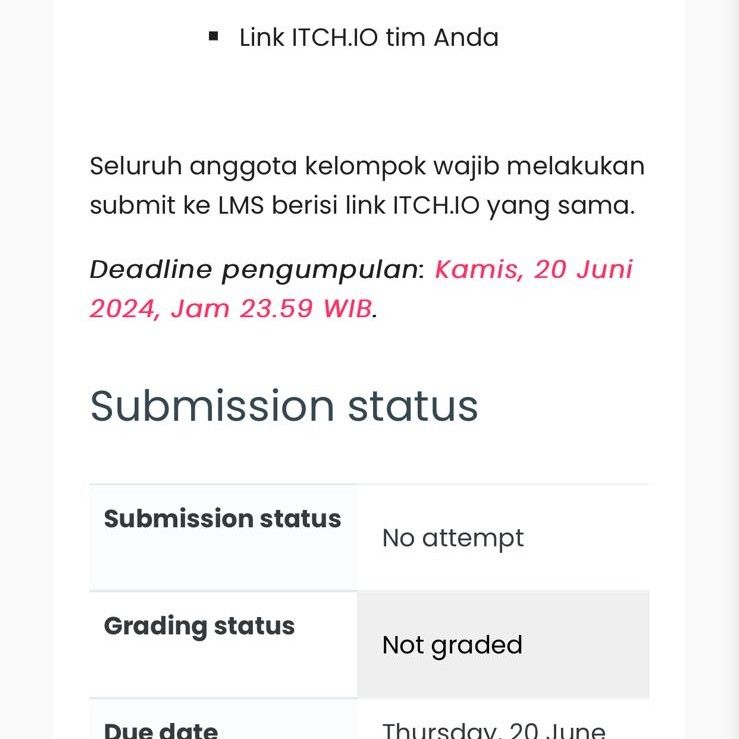 ▪ Link ITCH.IO tim Anda
Seluruh anggota kelompok wajib melakukan
submit ke LMS berisi link ITCH.IO yang sama.
Deadline pengumpulan: Kamis, 20 Juni
2024, Jam 23.59 WIB.
Submission status
Submission status
No attempt
Grading status
Not graded
Due date
Thursday, 20 June